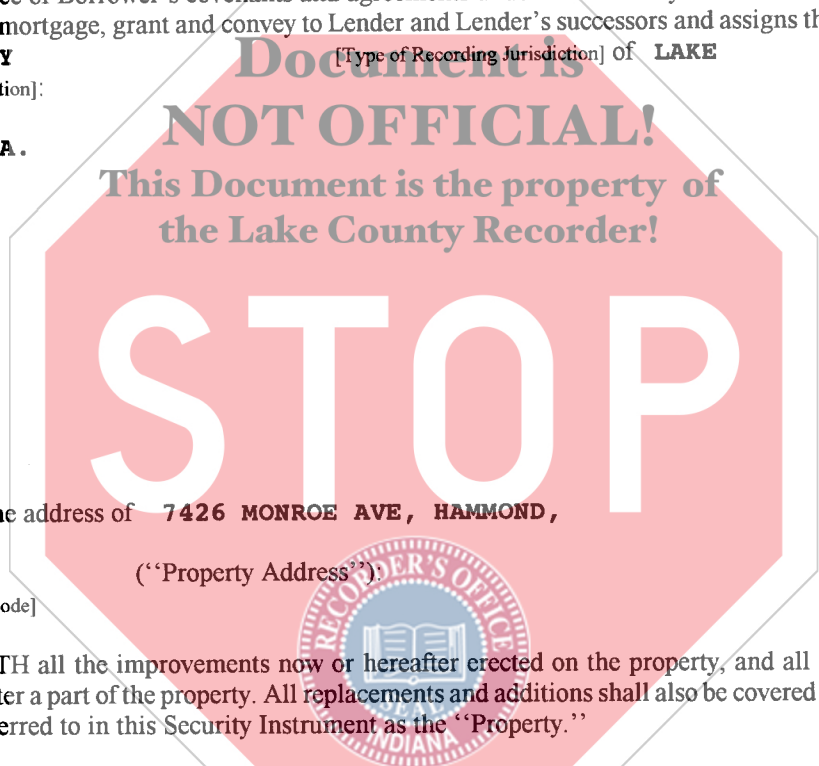 mortgage, grant and convey to Lender and Lender's successors and assigns th
Y [Type of Recording Jurisdiction] of LAKE
tion]:
Document is
NOT OFFICIAL!
A.
This Document is the property of
the Lake County Recorder!
STOP
e address of 7426 MONROE AVE, HAMMOND,
(“Property Address”):
ode]
RECORDER'S OFFICE
TH all the improvements now or hereafter erected on the property, and all
ter a part of the property. All replacements and additions shall also be covered
erred to in this Security Instrument as the “Property.”
SEAL
INDIANA